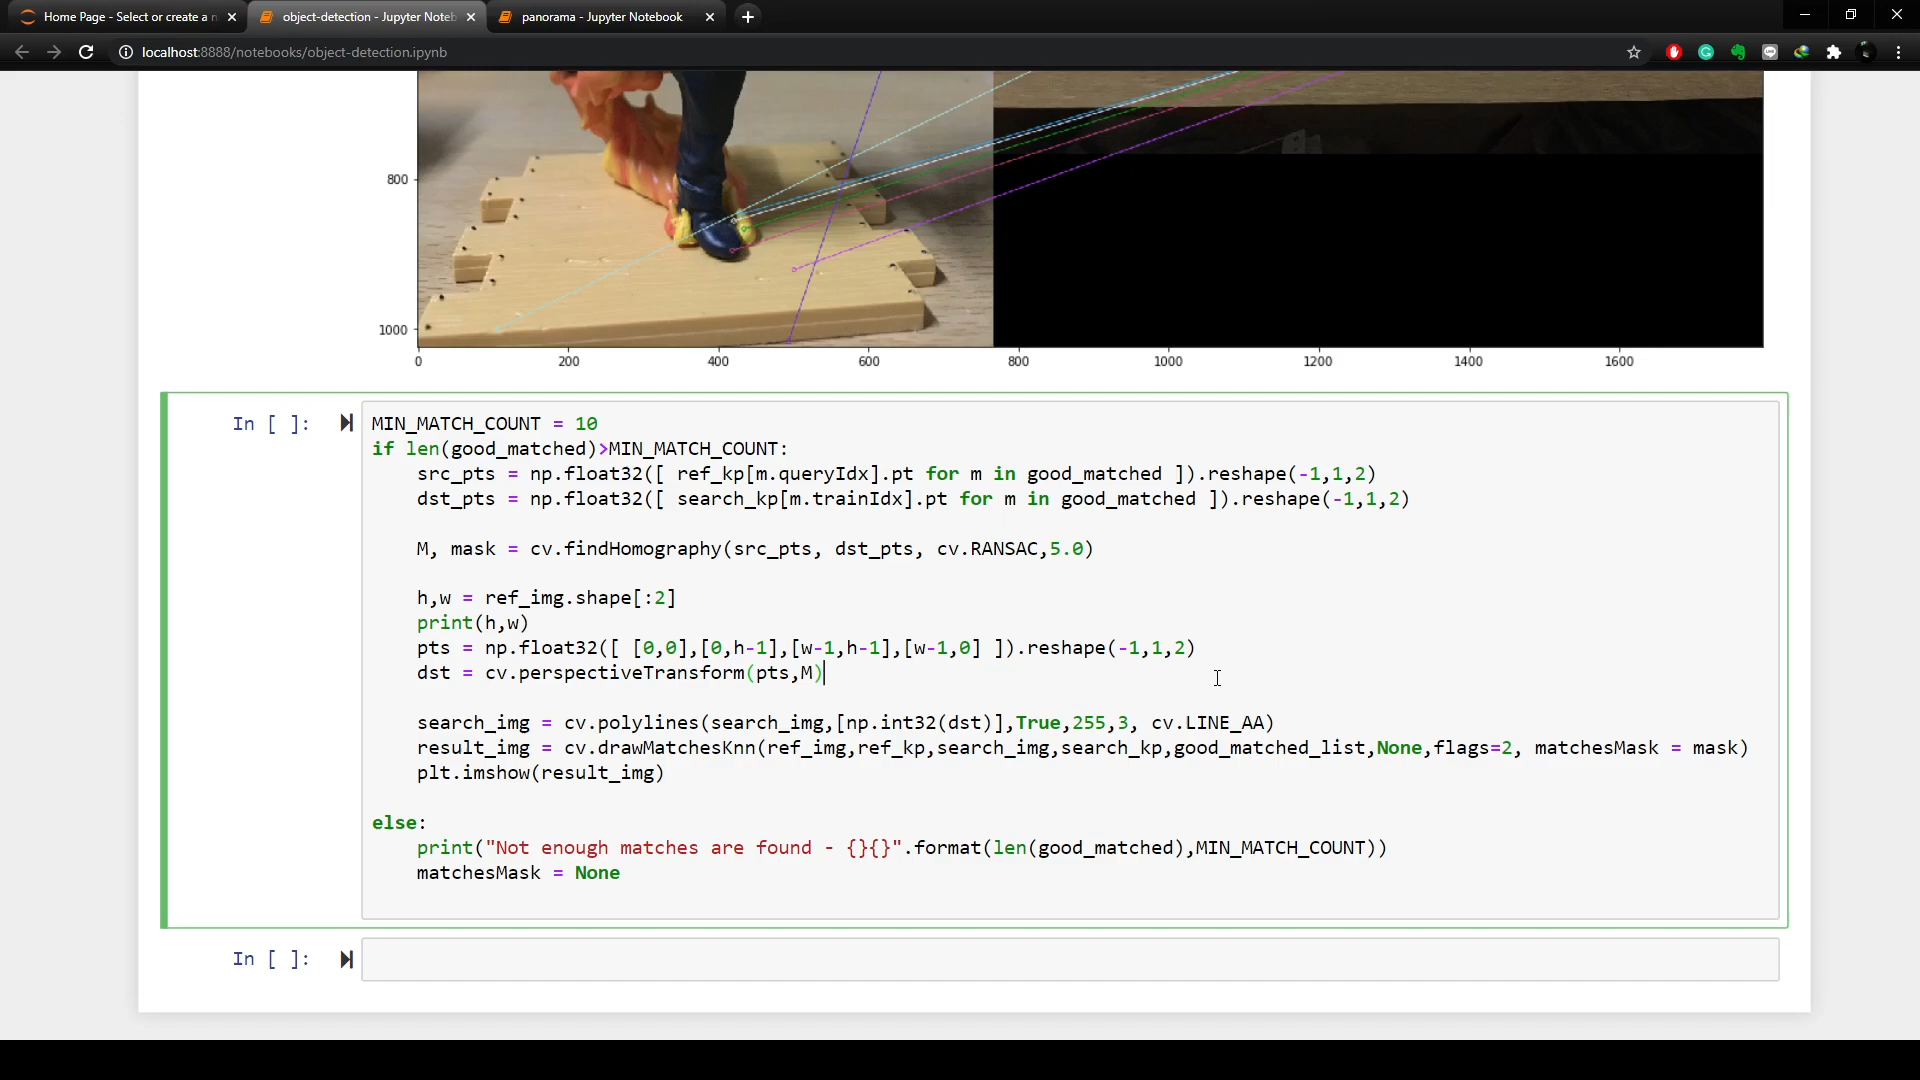 Home Page - Select or create a n
object-detection - Jupyter Noteb
panorama - Jupyter Notebook
localhost:8888/notebooks/object-detection.ipynb
800
1000
0 200 400 600 800 1000 1200 1400 1600
In [ ]:
MIN_MATCH_COUNT = 10
if len(good_matched)>MIN_MATCH_COUNT:
src_pts = np.float32([ ref_kp[m.queryIdx].pt for m in good_matched ]).reshape(-1,1,2)
dst_pts = np.float32([ search_kp[m.trainIdx].pt for m in good_matched ]).reshape(-1,1,2)
M, mask = cv.findHomography(src_pts, dst_pts, cv.RANSAC,5.0)
h,w = ref_img.shape[:2]
print(h,w)
pts = np.float32([ [0,0],[0,h-1],[w-1,h-1],[w-1,0] ]).reshape(-1,1,2)
dst = cv.perspectiveTransform(pts,M)
search_img = cv.polylines(search_img,[np.int32(dst)],True,255,3, cv.LINE_AA)
result_img = cv.drawMatchesKnn(ref_img,ref_kp,search_img,search_kp,good_matched_list,None,flags=2, matchesMask = mask)
plt.imshow(result_img)
else:
print("Not enough matches are found - {}{}".format(len(good_matched),MIN_MATCH_COUNT))
matchesMask = None
In [ ]: